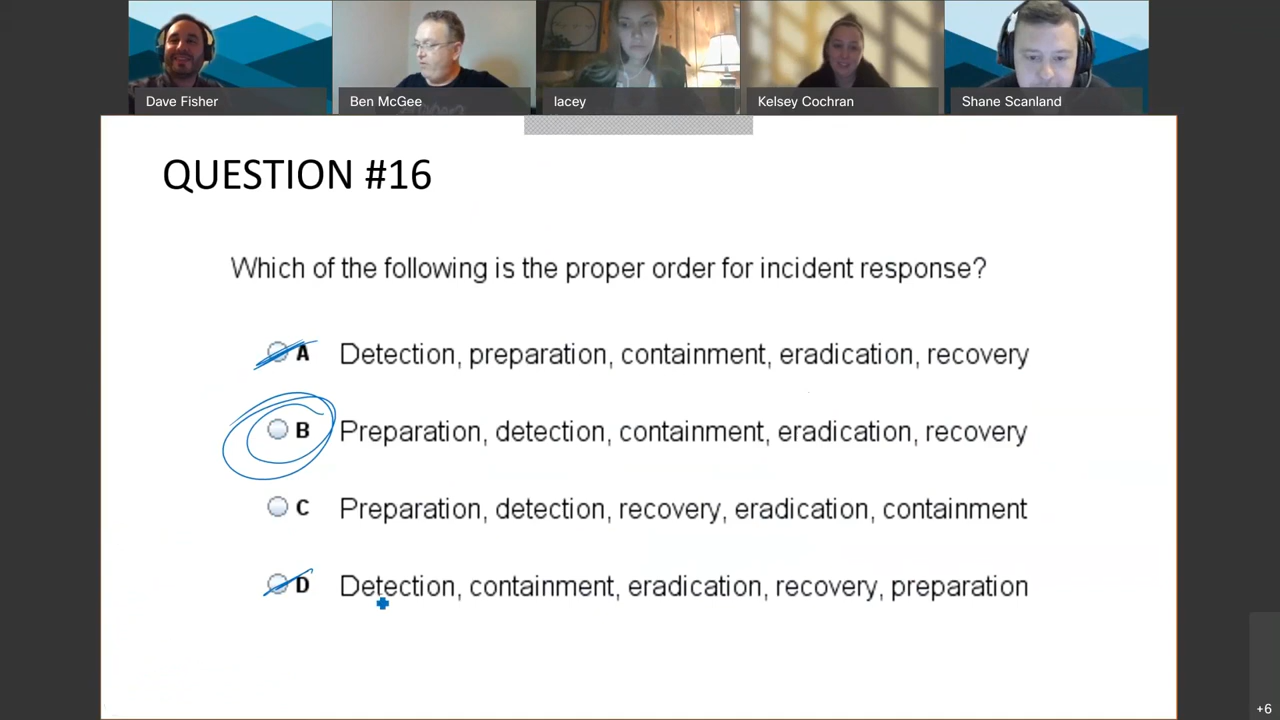 Dave Fisher
Ben McGee
lacey
Kelsey Cochran
Shane Scanland
QUESTION #16
Which of the following is the proper order for incident response?
A Detection, preparation, containment, eradication, recovery
B Preparation, detection, containment, eradication, recovery
C Preparation, detection, recovery, eradication, containment
D Detection, containment, eradication, recovery, preparation
+6